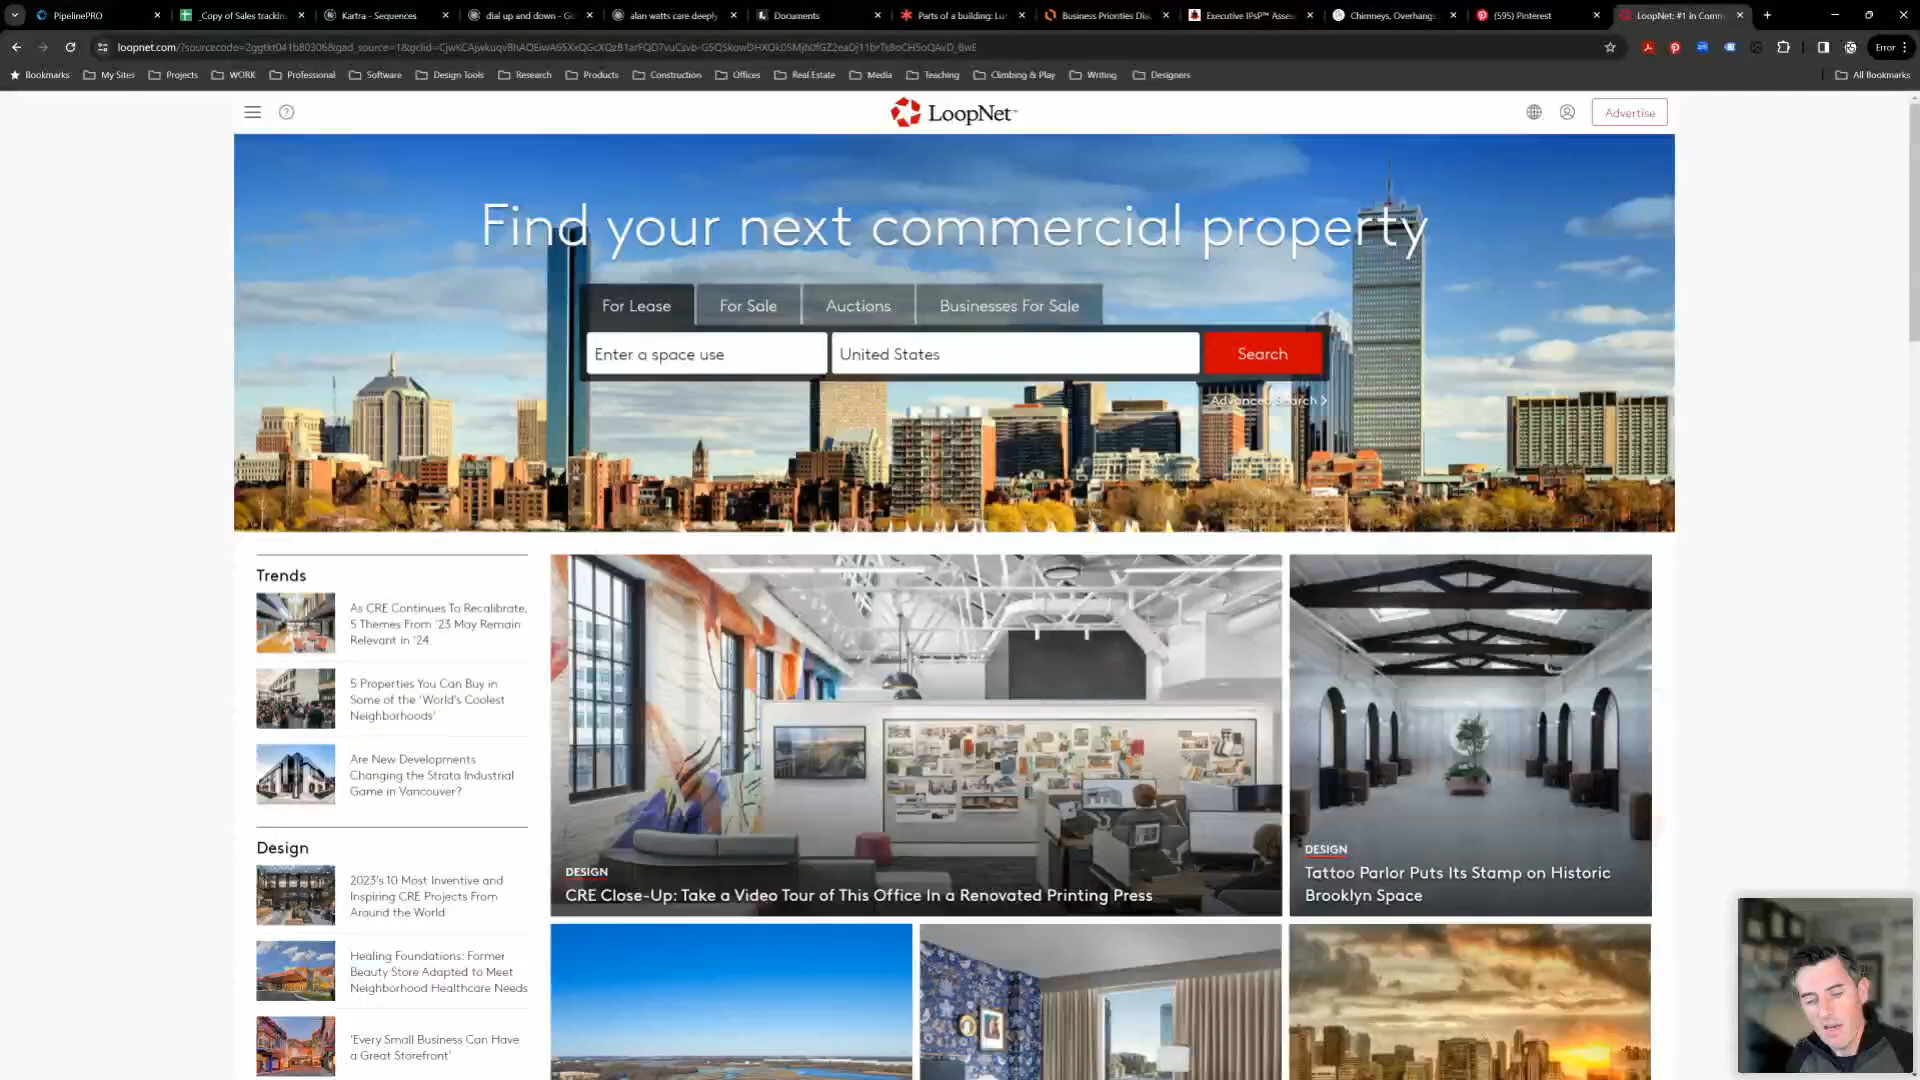 PipelinePRO
_Copy of Sales trackin
Kartra - Sequences
dial up and down - Go
alan watts care deeply
Documents
Parts of a building: Lu
Business Priorities Dis
Executive IPsP™ Asses
Chimneys, Overhang
(595) Pinterest
LoopNet: #1 in Comm
Error
Bookmarks
My Sites
Projects
WORK
Professional
Software
Design Tools
Research
Products
Construction
Offices
Real Estate
Media
Teaching
Climbing & Play
Writing
Designers
All Bookmarks
LoopNet™
Advertise
Find your next commercial property
For Lease
For Sale
Auctions
Businesses For Sale
Enter a space use
United States
Search
Advanced Search
Trends
As CRE Continues To Recalibrate,
5 Themes From '23 May Remain
Relevant in '24
5 Properties You Can Buy in
Some of the 'World's Coolest
Neighborhoods'
Are New Developments
Changing the Strata Industrial
Game in Vancouver?
Design
2023's 10 Most Inventive and
Inspiring CRE Projects From
Around the World
Healing Foundations: Former
Beauty Store Adapted to Meet
Neighborhood Healthcare Needs
'Every Small Business Can Have
a Great Storefront'
DESIGN
CRE Close-Up: Take a Video Tour of This Office In a Renovated Printing Press
DESIGN
Tattoo Parlor Puts Its Stamp on Historic
Brooklyn Space